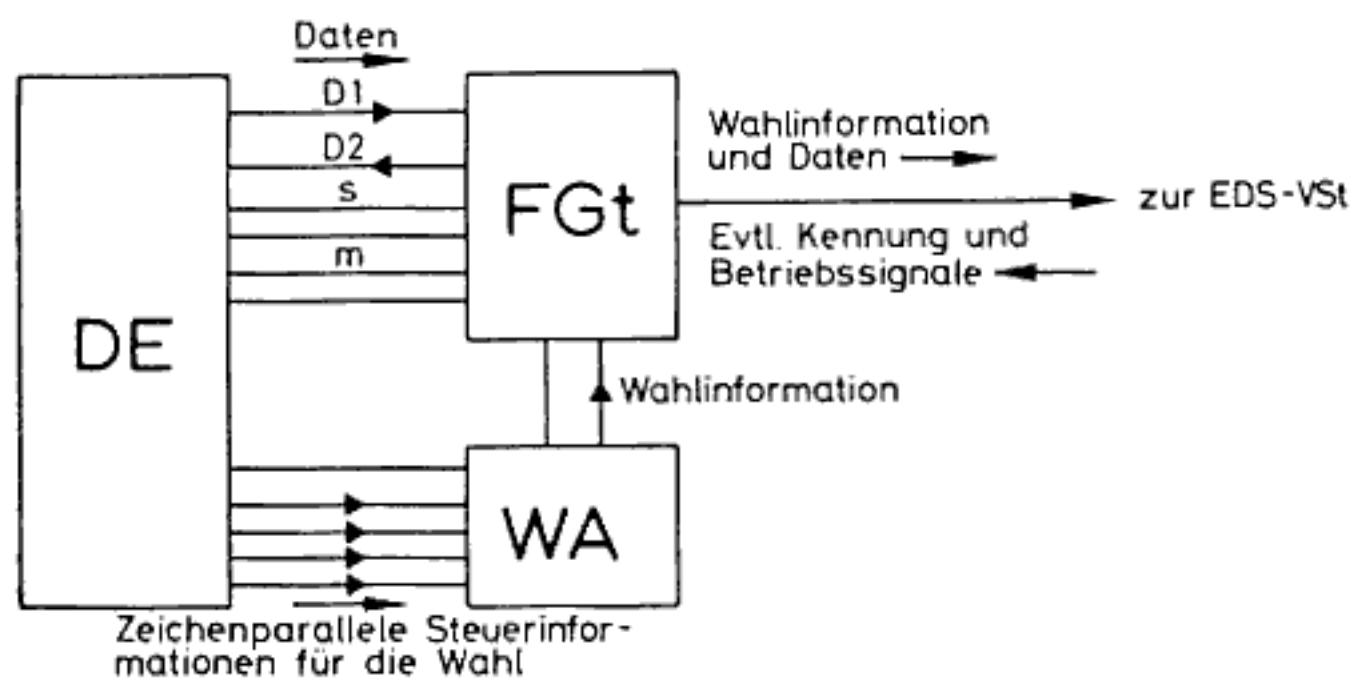 Daten
D1
D2
s
m
DE
FGt
Wahlinformation
und Daten
zur EDS-VSt
Evtl. Kennung und
Betriebssignale
Wahlinformation
WA
Zeichenparallele Steuerinfor-
mationen für die Wahl